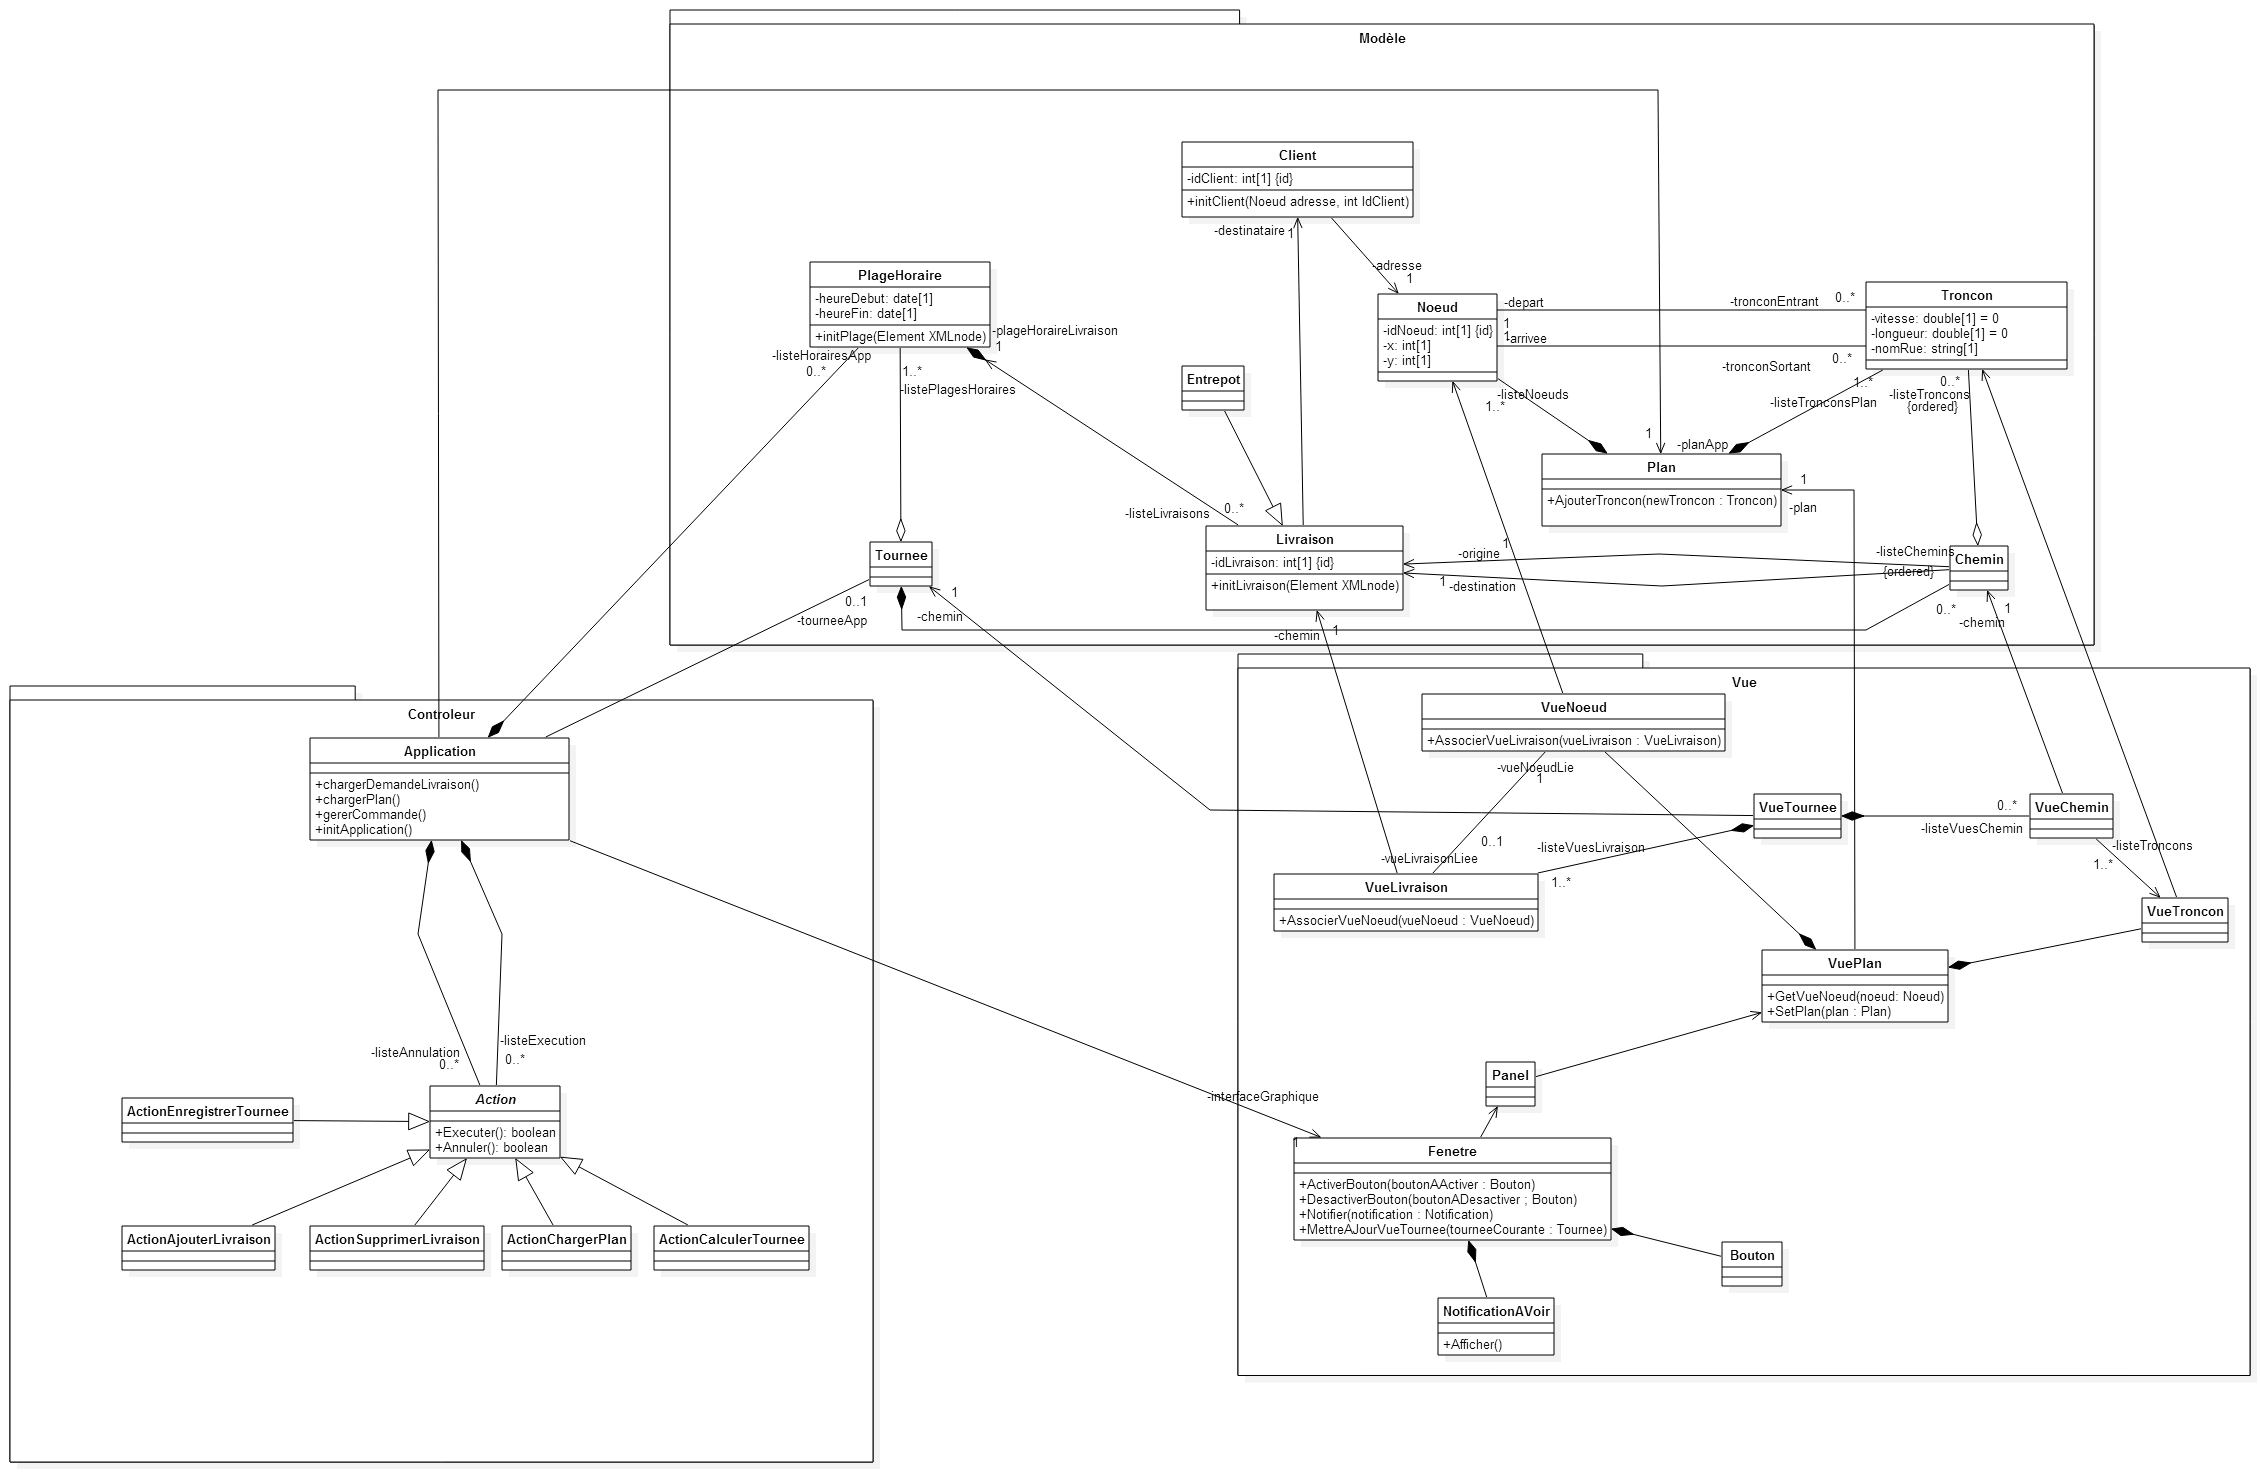 Modèle
Client
-idClient: int[1] {id}
+initClient(Noeud adresse, int IdClient)
-destinataire
1
-adresse
1
PlageHoraire
-heureDebut: date[1]
-heureFin: date[1]
+initPlage(Element XMLnode)
-plageHoraireLivraison
1
-listeHorairesApp
0..*
1..*
-listePlagesHoraires
Noeud
-idNoeud: int[1] {id}
-x: int[1]
-y: int[1]
-depart
1
1
-arrivee
-tronconEntrant
0..*
0..*
-tronconSortant
Troncon
-vitesse: double[1] = 0
-longueur: double[1] = 0
-nomRue: string[1]
Entrepot
-listeNoeuds
1..*
1..*
-listeTronconsPlan
0..*
-listeTroncons
{ordered}
1
-planApp
Plan
+AjouterTroncon(newTroncon : Troncon)
1
-plan
-listeLivraisons
0..*
Livraison
-idLivraison: int[1] {id}
+initLivraison(Element XMLnode)
1
-origine
1
-destination
-listeChemins
{ordered}
Chemin
0..*
1
-chemin
Tournee
0..1
-tourneeApp
1
-chemin
-chemin
1
Controleur
Application
+chargerDemandeLivraison()
+chargerPlan()
+gererCommande()
+initApplication()
-listeAnnulation
0..*
-listeExecution
0..*
Action
+Executer(): boolean
+Annuler(): boolean
ActionEnregistrerTournee
ActionAjouterLivraison
ActionSupprimerLivraison
ActionChargerPlan
ActionCalculerTournee
Vue
VueNoeud
+AssocierVueLivraison(vueLivraison : VueLivraison)
-vueNoeudLie
1
VueTournee
0..*
-listeVuesChemin
VueChemin
-listeTroncons
1..*
0..1
-vueLivraisonLiee
-listeVuesLivraison
1..*
VueLivraison
+AssocierVueNoeud(vueNoeud : VueNoeud)
VueTroncon
VuePlan
+GetVueNoeud(noeud: Noeud)
+SetPlan(plan : Plan)
Panel
-interfaceGraphique
1
Fenetre
+ActiverBouton(boutonAActiver : Bouton)
+DesactiverBouton(boutonADesactiver ; Bouton)
+Notifier(notification : Notification)
+MettreAJourVueTournee(tourneeCourante : Tournee)
Bouton
NotificationAVoir
+Afficher()